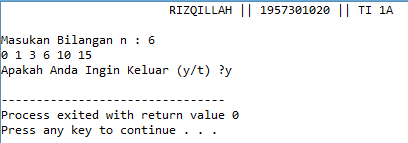 RIZQILLAH || 1957301020 || TI 1A
Masukan Bilangan n : 6
0 1 3 6 10 15
Apakah Anda Ingin Keluar (y/t) ?y
--------------------------------
Process exited with return value 0
Press any key to continue . . .